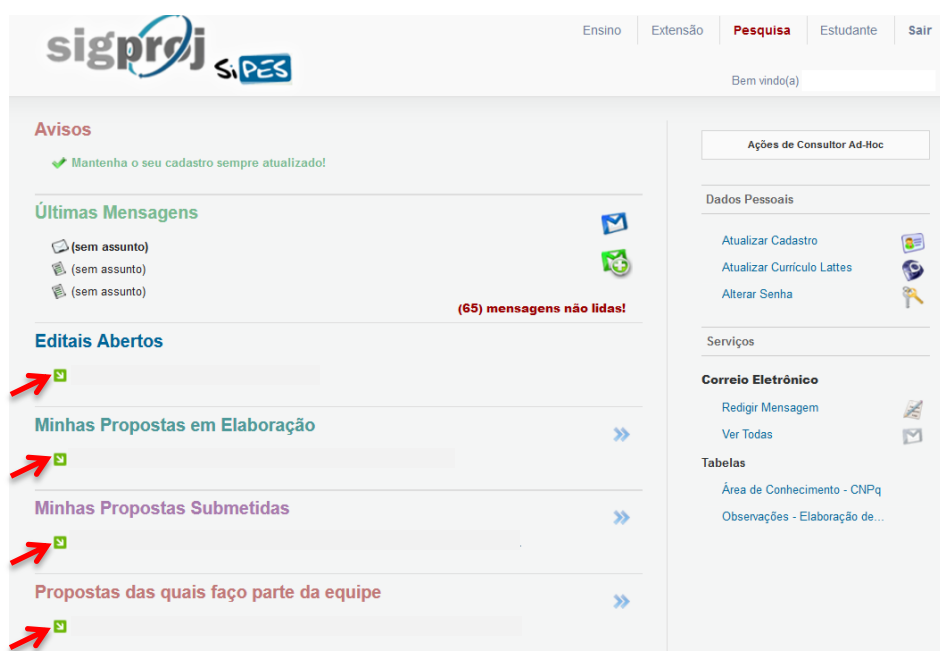 sigproj
SiPES
Ensino Extensão Pesquisa Estudante Sair
Bem vindo(a)
Avisos
Mantenha o seu cadastro sempre atualizado!
Últimas Mensagens
(sem assunto)
(sem assunto)
(sem assunto)
(65) mensagens não lidas!
Editais Abertos
Minhas Propostas em Elaboração
Minhas Propostas Submetidas
.
Propostas das quais faço parte da equipe
Ações de Consultor Ad-Hoc
Dados Pessoais
Atualizar Cadastro
Atualizar Currículo Lattes
Alterar Senha
Serviços
Correio Eletrônico
Redigir Mensagem
Ver Todas
Tabelas
Área de Conhecimento - CNPq
Observações - Elaboração de...